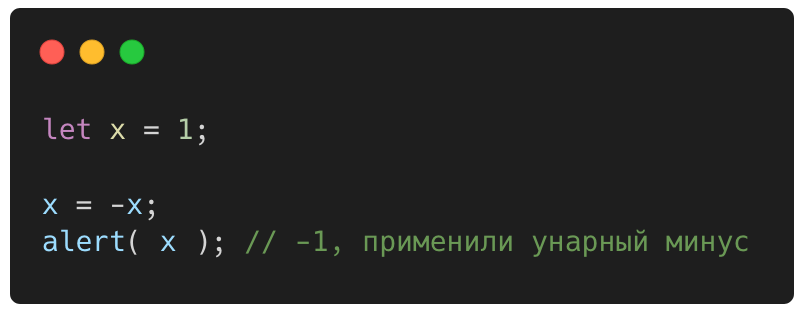 let x = 1;
x = -x;
alert( x ); // -1, применили унарный минус